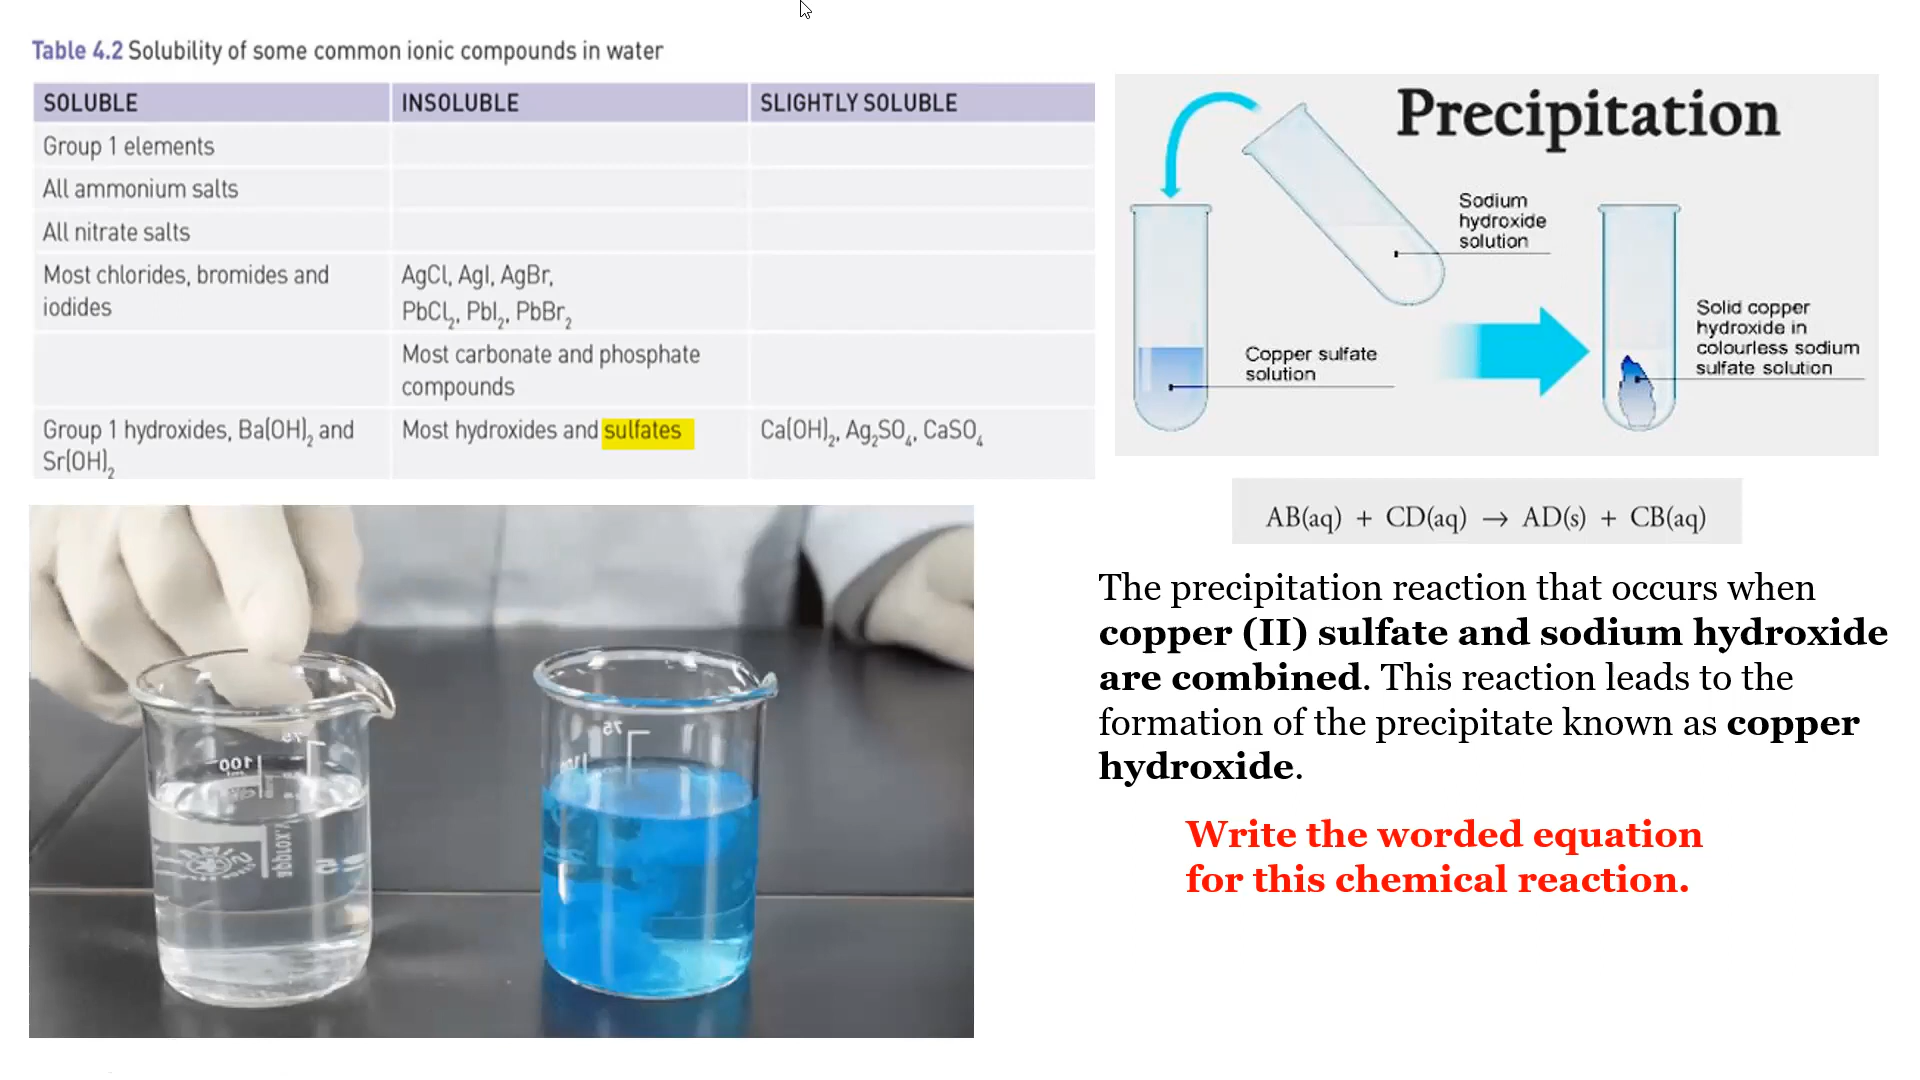 Table 4.2 Solubility of some common ionic compounds in water
SOLUBLE INSOLUBLE SLIGHTLY SOLUBLE
Group 1 elements
All ammonium salts
All nitrate salts
Most chlorides, bromides and
iodides
AgCl, AgI, AgBr,
PbCl₂, PbI₂, PbBr₂
Most carbonate and phosphate
compounds
Group 1 hydroxides, Ba(OH)₂ and
Sr(OH)₂
Most hydroxides and sulfates
Ca(OH)₂, Ag₂SO₄, CaSO₄
Precipitation
Sodium
hydroxide
solution
Copper sulfate
solution
Solid copper
hydroxide in
colourless sodium
sulfate solution
AB(aq) + CD(aq) → AD(s) + CB(aq)
The precipitation reaction that occurs when
copper (II) sulfate and sodium hydroxide
are combined. This reaction leads to the
formation of the precipitate known as copper
hydroxide.
Write the worded equation
for this chemical reaction.
75
100
75